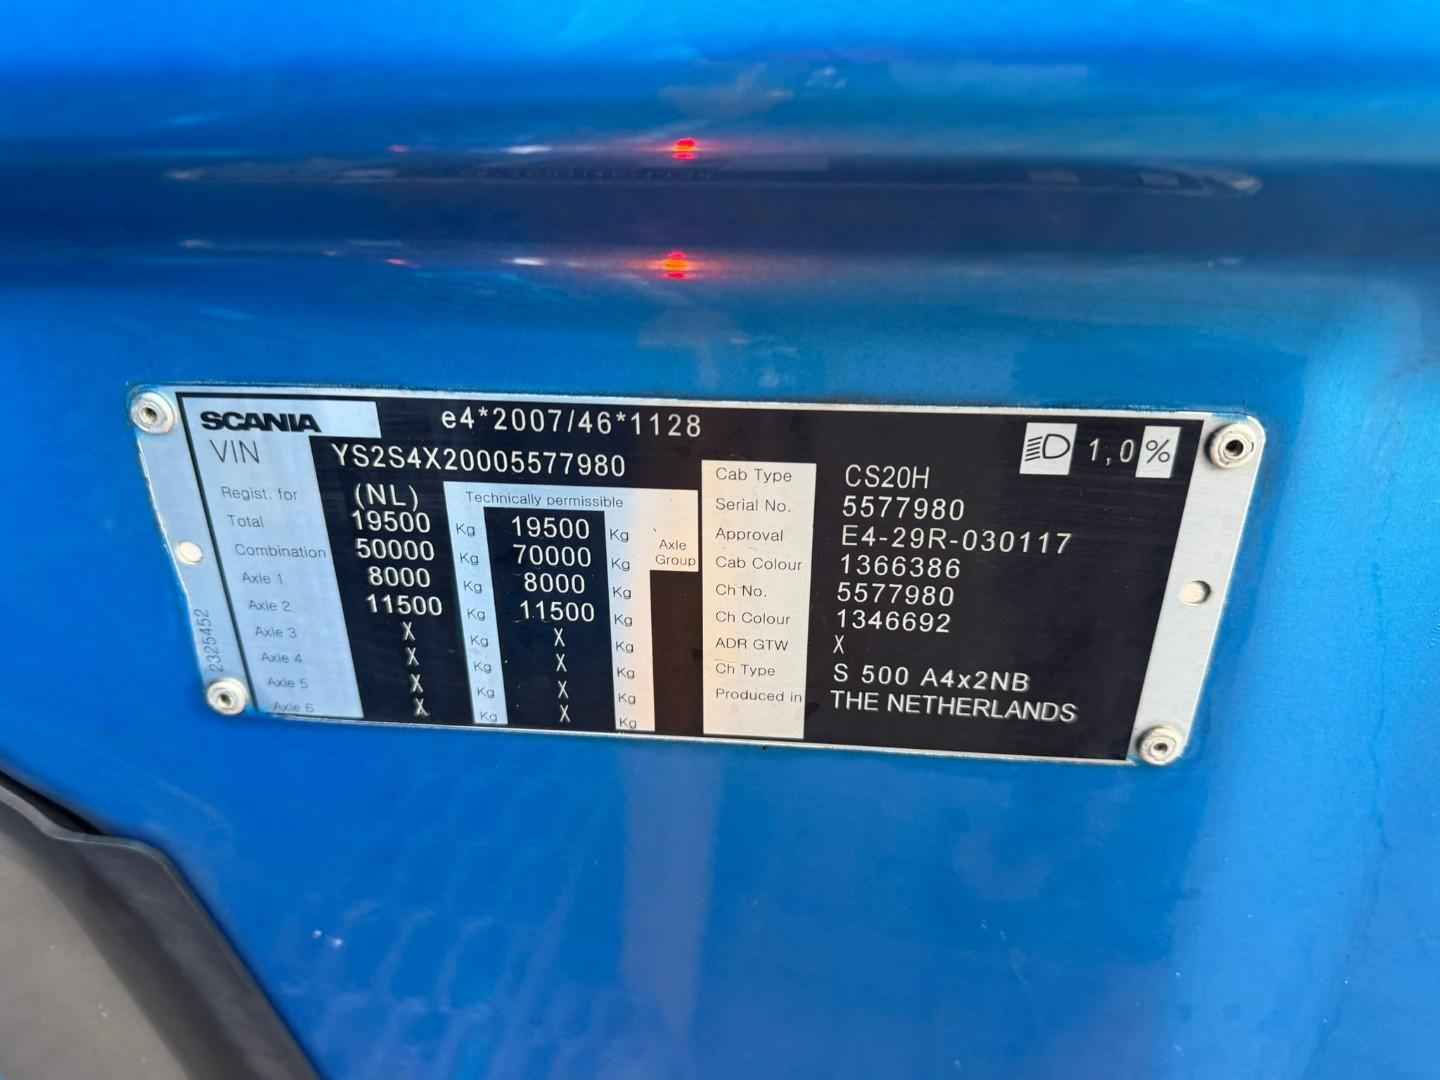 SCANIA e4*2007/46*1128
VIN YS2S4X20005577980
1,0%
Regist. for (NL) Technically permissible
Total 19500 Kg 19500 Kg
Combination 50000 Kg 70000 Kg Axle Group
Axle 1 8000 Kg 8000 Kg
Axle 2 11500 Kg 11500 Kg
Axle 3 X Kg X Kg
Axle 4 X Kg X Kg
Axle 5 X Kg X Kg
Axle 6 X Kg X Kg
2325452
Cab Type CS20H
Serial No. 5577980
Approval E4-29R-030117
Cab Colour 1366386
Ch No. 5577980
Ch Colour 1346692
ADR GTW X
Ch Type S 500 A4x2NB
Produced in THE NETHERLANDS